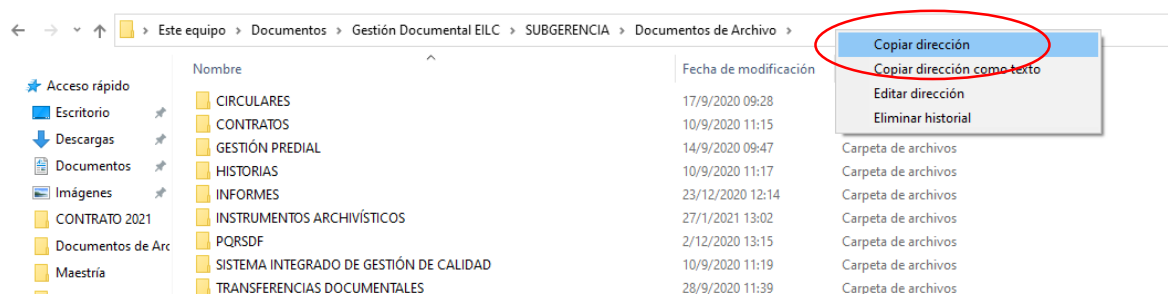 Este equipo > Documentos > Gestión Documental EILC > SUBGERENCIA > Documentos de Archivo >
Copiar dirección
Copiar dirección como texto
Editar dirección
Eliminar historial
Nombre Fecha de modificación
Acceso rápido
Escritorio
Descargas
Documentos
Imágenes
CONTRATO 2021
Documentos de Arc
Maestría
CIRCULARES 17/9/2020 09:28
CONTRATOS 10/9/2020 11:15
GESTIÓN PREDIAL 14/9/2020 09:47 Carpeta de archivos
HISTORIAS 10/9/2020 11:17 Carpeta de archivos
INFORMES 23/12/2020 12:14 Carpeta de archivos
INSTRUMENTOS ARCHIVÍSTICOS 27/1/2021 13:02 Carpeta de archivos
PQRSDF 2/12/2020 13:15 Carpeta de archivos
SISTEMA INTEGRADO DE GESTIÓN DE CALIDAD 10/9/2020 11:19 Carpeta de archivos
TRANSFERENCIAS DOCUMENTALES 28/9/2020 11:39 Carpeta de archivos